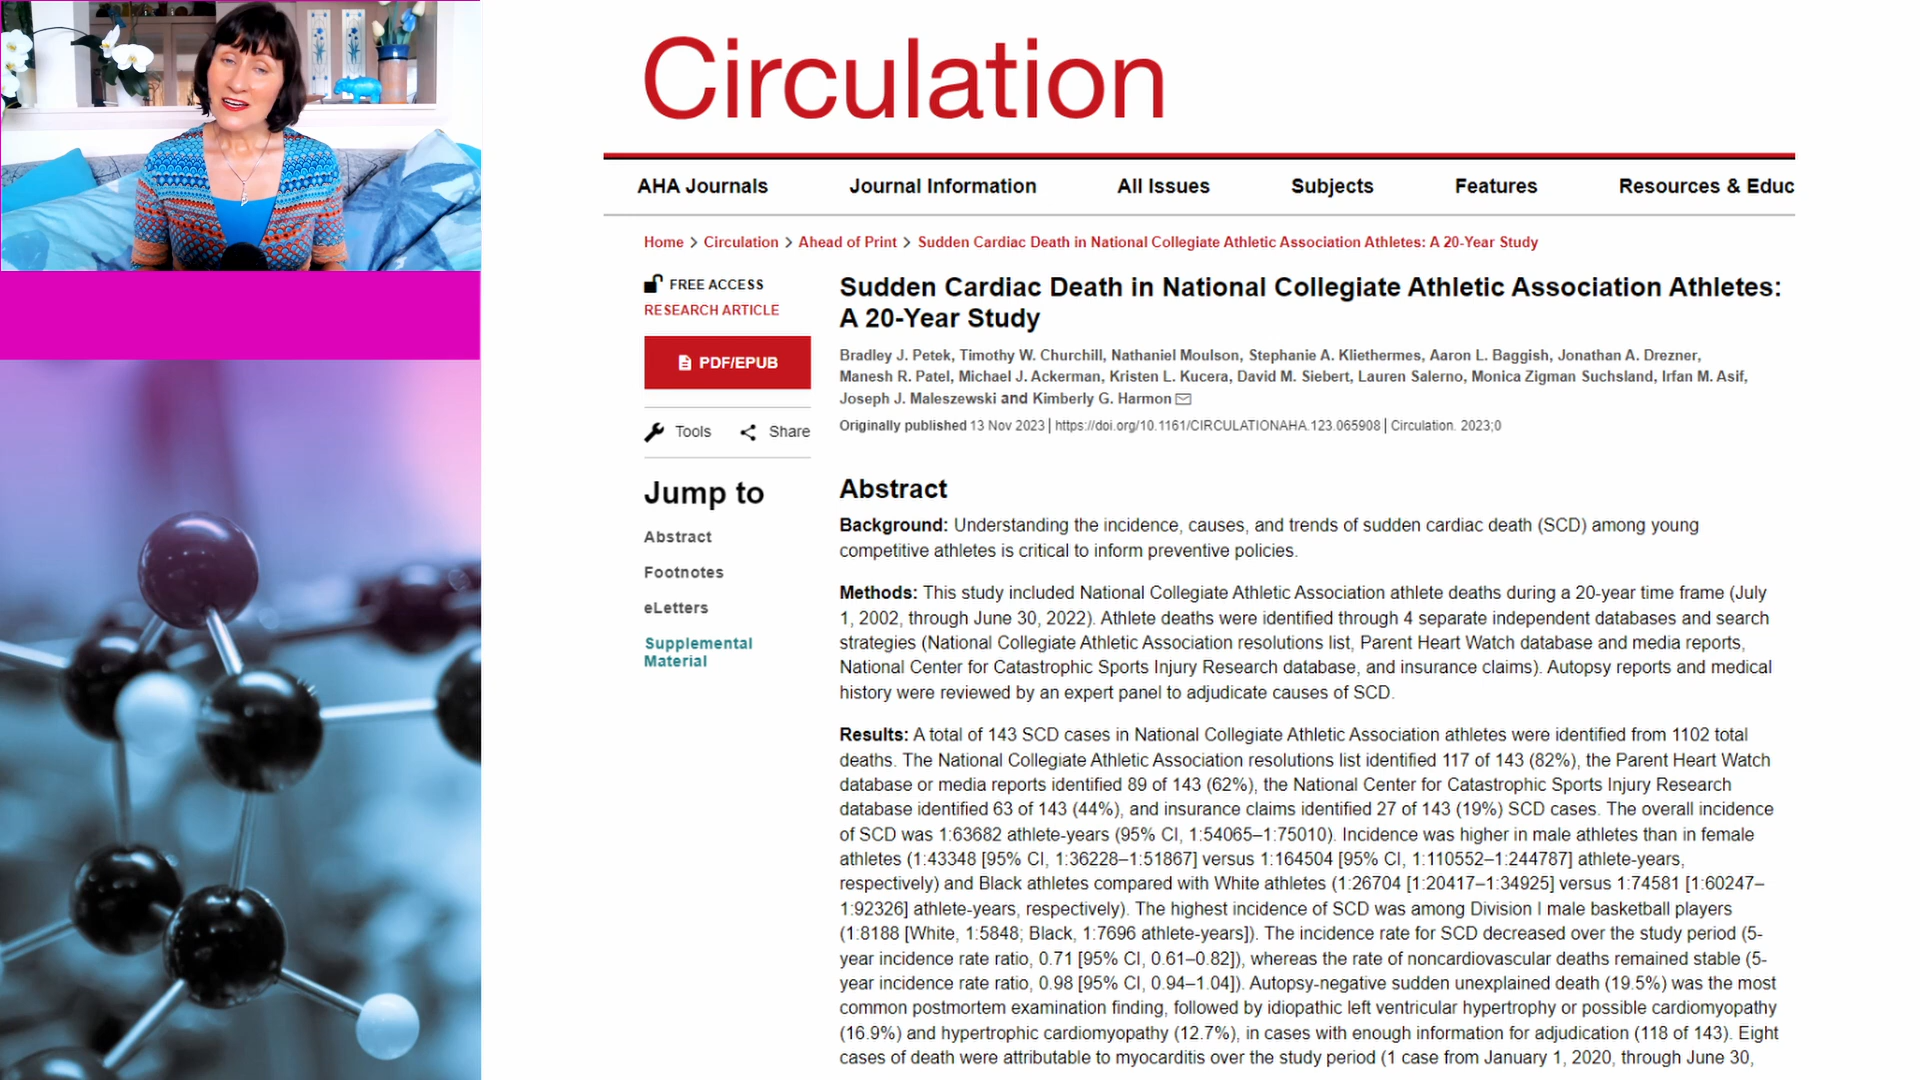 Circulation
AHA Journals Journal Information All Issues Subjects Features Resources & Educ
Home > Circulation > Ahead of Print > Sudden Cardiac Death in National Collegiate Athletic Association Athletes: A 20-Year Study
FREE ACCESS
RESEARCH ARTICLE
PDF/EPUB
Tools Share
Jump to
Abstract
Footnotes
eLetters
Supplemental
Material
Sudden Cardiac Death in National Collegiate Athletic Association Athletes:
A 20-Year Study
Bradley J. Petek, Timothy W. Churchill, Nathaniel Moulson, Stephanie A. Kliethermes, Aaron L. Baggish, Jonathan A. Drezner,
Manesh R. Patel, Michael J. Ackerman, Kristen L. Kucera, David M. Siebert, Lauren Salerno, Monica Zigman Suchsland, Irfan M. Asif,
Joseph J. Maleszewski and Kimberly G. Harmon
Originally published 13 Nov 2023 | https://doi.org/10.1161/CIRCULATIONAHA.123.065908 | Circulation. 2023;0
Abstract
Background: Understanding the incidence, causes, and trends of sudden cardiac death (SCD) among young
competitive athletes is critical to inform preventive policies.
Methods: This study included National Collegiate Athletic Association athlete deaths during a 20-year time frame (July
1, 2002, through June 30, 2022). Athlete deaths were identified through 4 separate independent databases and search
strategies (National Collegiate Athletic Association resolutions list, Parent Heart Watch database and media reports,
National Center for Catastrophic Sports Injury Research database, and insurance claims). Autopsy reports and medical
history were reviewed by an expert panel to adjudicate causes of SCD.
Results: A total of 143 SCD cases in National Collegiate Athletic Association athletes were identified from 1102 total
deaths. The National Collegiate Athletic Association resolutions list identified 117 of 143 (82%), the Parent Heart Watch
database or media reports identified 89 of 143 (62%), the National Center for Catastrophic Sports Injury Research
database identified 63 of 143 (44%), and insurance claims identified 27 of 143 (19%) SCD cases. The overall incidence
of SCD was 1:63682 athlete-years (95% CI, 1:54065–1:75010). Incidence was higher in male athletes than in female
athletes (1:43348 [95% CI, 1:36228–1:51867] versus 1:164504 [95% CI, 1:110552–1:244787] athlete-years,
respectively) and Black athletes compared with White athletes (1:26704 [1:20417–1:34925] versus 1:74581 [1:60247–
1:92326] athlete-years, respectively). The highest incidence of SCD was among Division I male basketball players
(1:8188 [White, 1:5848; Black, 1:7696 athlete-years]). The incidence rate for SCD decreased over the study period (5-
year incidence rate ratio, 0.71 [95% CI, 0.61–0.82]), whereas the rate of noncardiovascular deaths remained stable (5-
year incidence rate ratio, 0.98 [95% CI, 0.94–1.04]). Autopsy-negative sudden unexplained death (19.5%) was the most
common postmortem examination finding, followed by idiopathic left ventricular hypertrophy or possible cardiomyopathy
(16.9%) and hypertrophic cardiomyopathy (12.7%), in cases with enough information for adjudication (118 of 143). Eight
cases of death were attributable to myocarditis over the study period (1 case from January 1, 2020, through June 30,